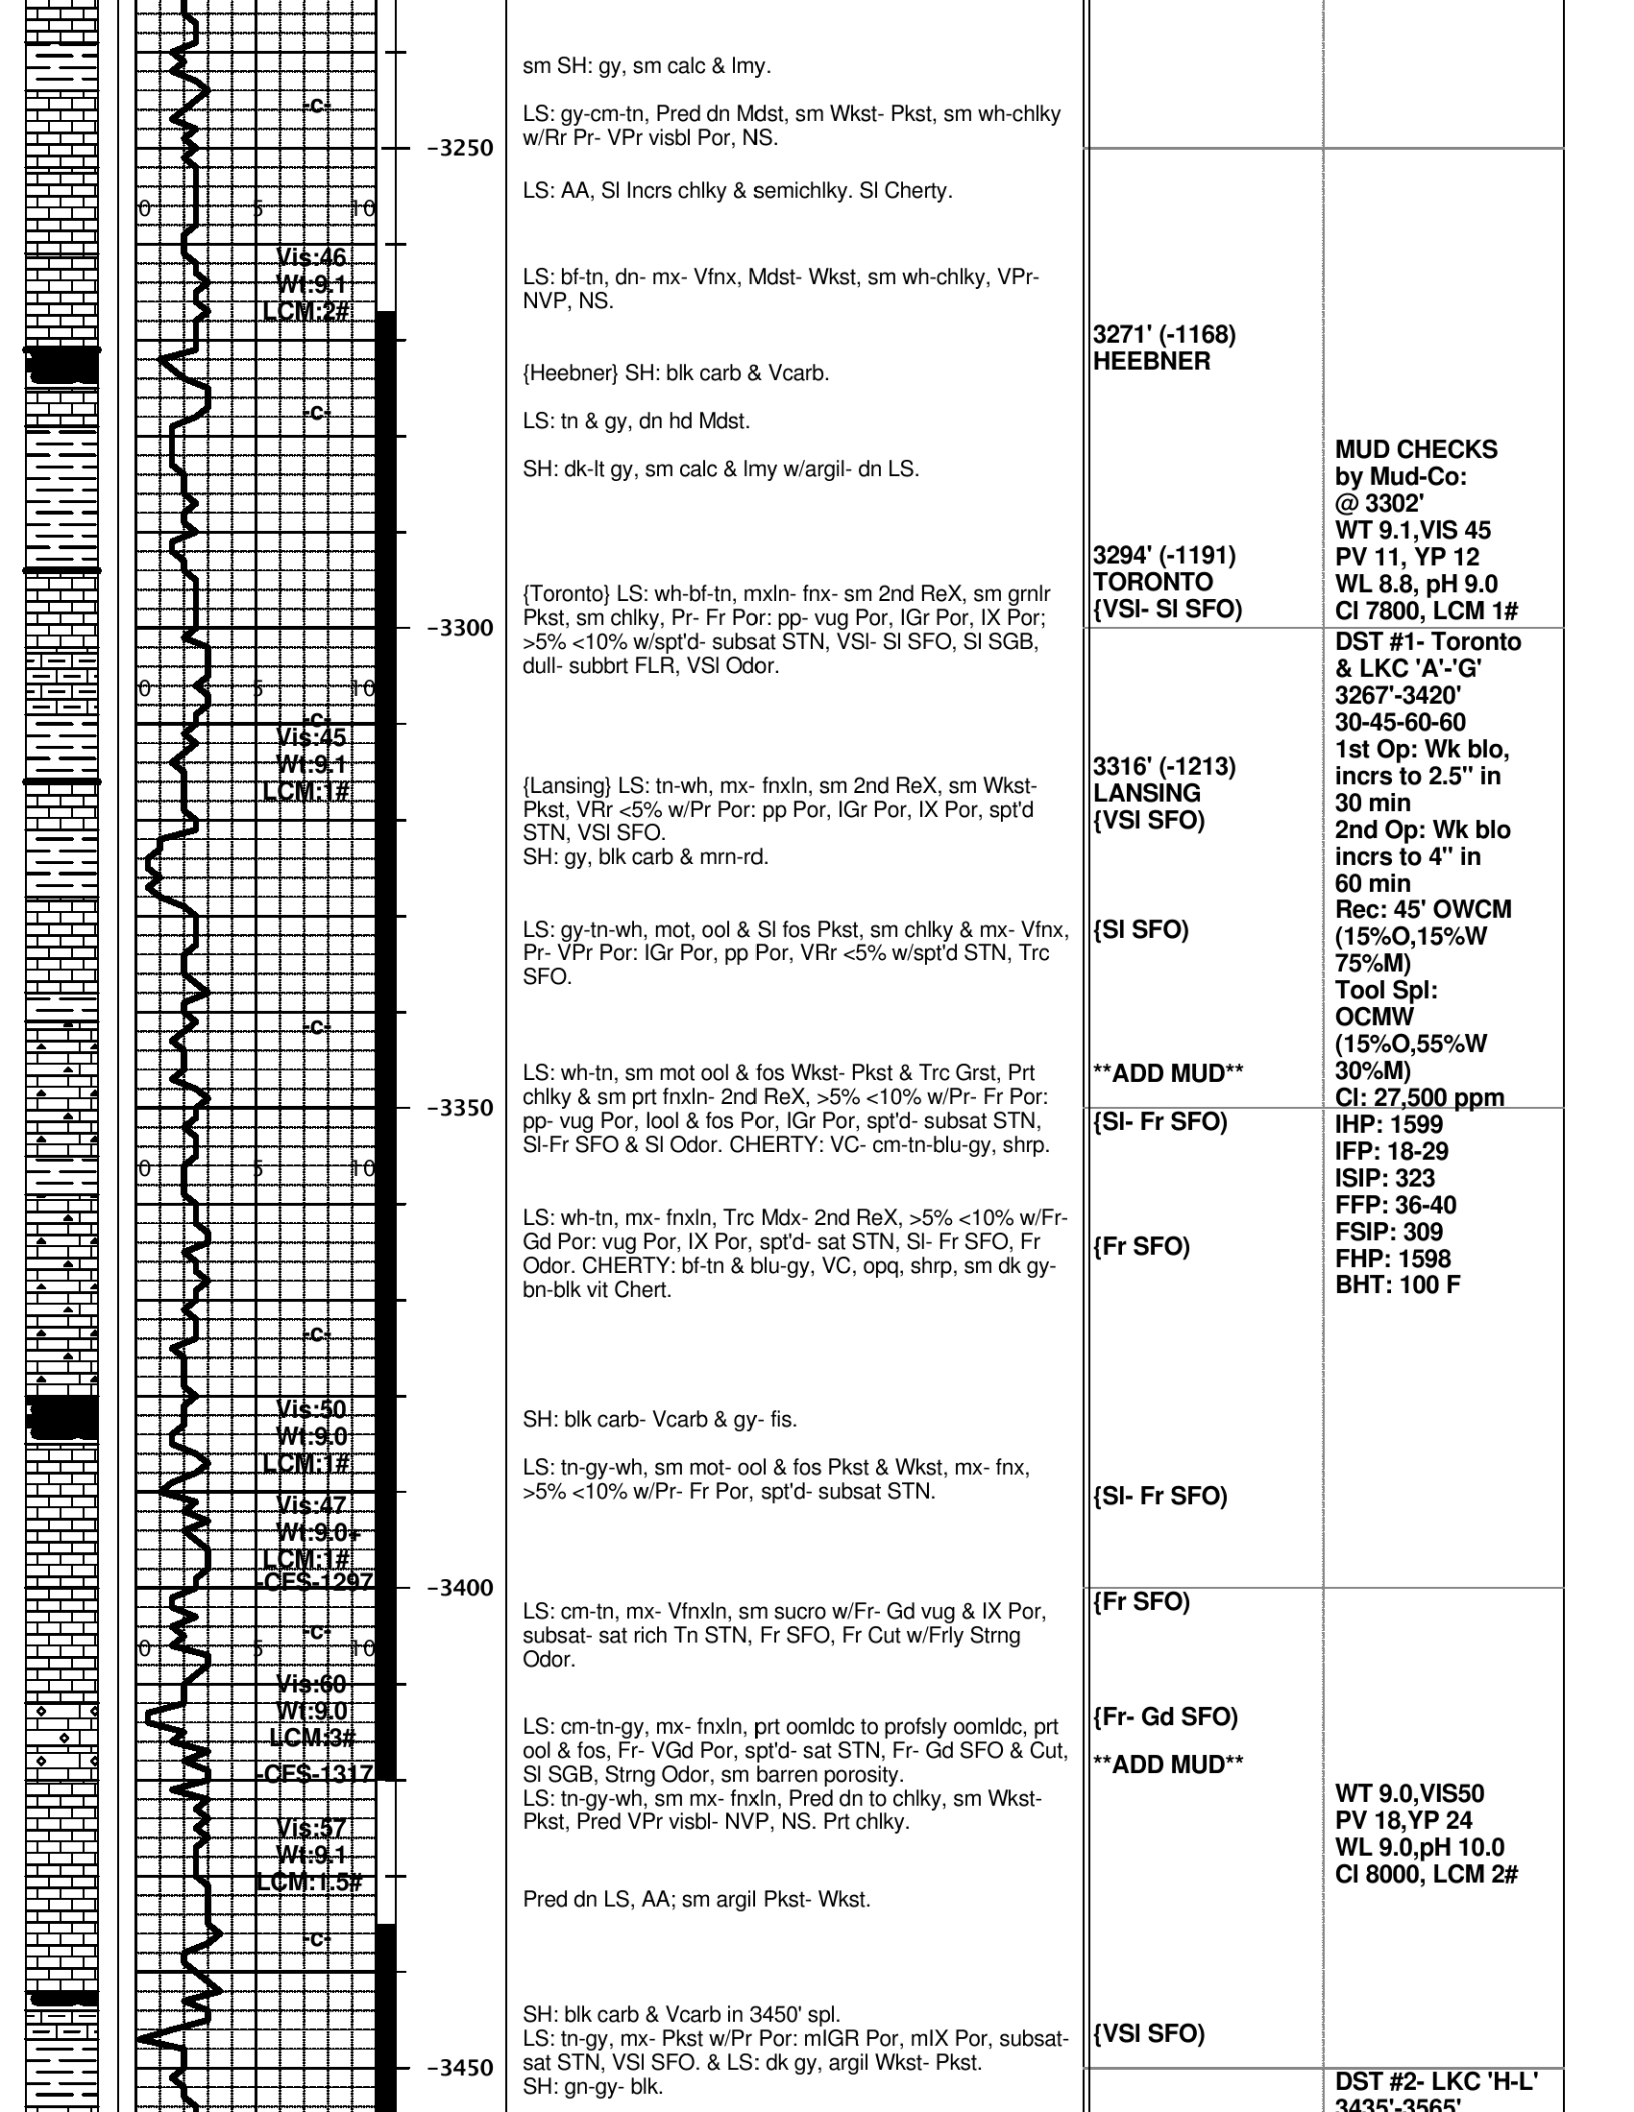 sm SH: gy, sm calc & lmy.
-c-
LS: gy-cm-tn, Pred dn Mdst, sm Wkst- Pkst, sm wh-chlky
w/Rr Pr- VPr visbl Por, NS.
-3250
LS: AA, Sl Incrs chlky & semichlky. Sl Cherty.
0 5 10
Vis:46
Wt:9.1
LCM:2#
LS: bf-tn, dn- mx- Vfnx, Mdst- Wkst, sm wh-chlky, VPr-
NVP, NS.
3271' (-1168)
HEEBNER
{Heebner} SH: blk carb & Vcarb.
-c-
LS: tn & gy, dn hd Mdst.
SH: dk-lt gy, sm calc & lmy w/argil- dn LS.
MUD CHECKS
by Mud-Co:
@ 3302'
WT 9.1,VIS 45
PV 11, YP 12
WL 8.8, pH 9.0
Cl 7800, LCM 1#
3294' (-1191)
TORONTO
{VSl- Sl SFO)
{Toronto} LS: wh-bf-tn, mxln- fnx- sm 2nd ReX, sm grnlr
Pkst, sm chlky, Pr- Fr Por: pp- vug Por, IGr Por, IX Por;
>5% <10% w/spt'd- subsat STN, VSl- Sl SFO, Sl SGB,
dull- subbrt FLR, VSl Odor.
-3300
0 5 10
-c-
Vis:45
Wt:9.1
LCM:1#
DST #1- Toronto
& LKC 'A'-'G'
3267'-3420'
30-45-60-60
1st Op: Wk blo,
incrs to 2.5" in
30 min
2nd Op: Wk blo
incrs to 4" in
60 min
Rec: 45' OWCM
(15%O,15%W
75%M)
Tool Spl:
OCMW
(15%O,55%W
30%M)
Cl: 27,500 ppm
IHP: 1599
IFP: 18-29
ISIP: 323
FFP: 36-40
FSIP: 309
FHP: 1598
BHT: 100 F
3316' (-1213)
LANSING
{VSl SFO)
{Lansing} LS: tn-wh, mx- fnxln, sm 2nd ReX, sm Wkst-
Pkst, VRr <5% w/Pr Por: pp Por, IGr Por, IX Por, spt'd
STN, VSl SFO.
SH: gy, blk carb & mrn-rd.
LS: gy-tn-wh, mot, ool & Sl fos Pkst, sm chlky & mx- Vfnx,
Pr- VPr Por: IGr Por, pp Por, VRr <5% w/spt'd STN, Trc
SFO.
{Sl SFO)
-c-
LS: wh-tn, sm mot ool & fos Wkst- Pkst & Trc Grst, Prt
chlky & sm prt fnxln- 2nd ReX, >5% <10% w/Pr- Fr Por:
pp- vug Por, Iool & fos Por, IGr Por, spt'd- subsat STN,
Sl-Fr SFO & Sl Odor. CHERTY: VC- cm-tn-blu-gy, shrp.
**ADD MUD**
-3350
{Sl- Fr SFO)
0 5 10
LS: wh-tn, mx- fnxln, Trc Mdx- 2nd ReX, >5% <10% w/Fr-
Gd Por: vug Por, IX Por, spt'd- sat STN, Sl- Fr SFO, Fr
Odor. CHERTY: bf-tn & blu-gy, VC, opq, shrp, sm dk gy-
bn-blk vit Chert.
{Fr SFO)
-c-
Vis:50
Wt:9.0
LCM:1#
SH: blk carb- Vcarb & gy- fis.
LS: tn-gy-wh, sm mot- ool & fos Pkst & Wkst, mx- fnx,
>5% <10% w/Pr- Fr Por, spt'd- subsat STN.
{Sl- Fr SFO)
Vis:47
Wt:9.0+
LCM:1#
-CFS-1297
-3400
{Fr SFO)
LS: cm-tn, mx- Vfnxln, sm sucro w/Fr- Gd vug & IX Por,
subsat- sat rich Tn STN, Fr SFO, Fr Cut w/Frly Strng
Odor.
-c-
0 5 10
Vis:60
Wt:9.0
LCM:3#
-CFS-1317
{Fr- Gd SFO)
**ADD MUD**
LS: cm-tn-gy, mx- fnxln, prt oomldc to profsly oomldc, prt
ool & fos, Fr- VGd Por, spt'd- sat STN, Fr- Gd SFO & Cut,
Sl SGB, Strng Odor, sm barren porosity.
LS: tn-gy-wh, sm mx- fnxln, Pred dn to chlky, sm Wkst-
Pkst, Pred VPr visbl- NVP, NS. Prt chlky.
WT 9.0,VIS50
PV 18,YP 24
WL 9.0,pH 10.0
Cl 8000, LCM 2#
Vis:57
Wt:9.1
LCM:1.5#
Pred dn LS, AA; sm argil Pkst- Wkst.
-c-
SH: blk carb & Vcarb in 3450' spl.
LS: tn-gy, mx- Pkst w/Pr Por: mIGR Por, mIX Por, subsat-
sat STN, VSl SFO. & LS: dk gy, argil Wkst- Pkst.
SH: gn-gy- blk.
{VSl SFO)
-3450
DST #2- LKC 'H-L'
3435'-3565'